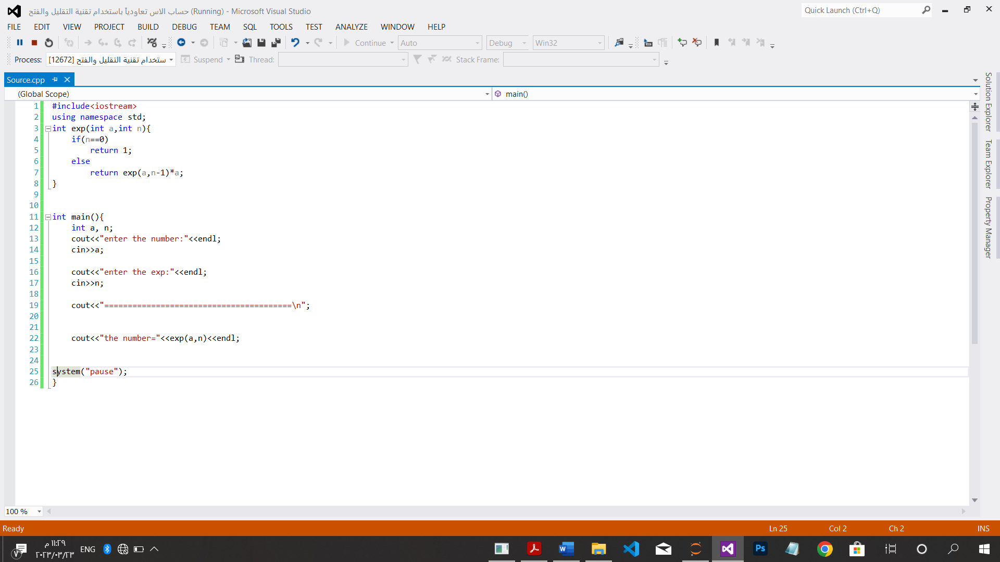 حساب الاس تعاودياً باستخدام تقنية التقليل والفتح (Running) - Microsoft Visual Studio
Quick Launch (Ctrl+Q)
FILE EDIT VIEW PROJECT BUILD DEBUG TEAM SQL TOOLS TEST ANALYZE WINDOW HELP
Continue Auto Debug Win32
Process: [12672] ستخدام تقنية التقليل والفتح Suspend Thread: Stack Frame:
Source.cpp
(Global Scope) main()
1 #include<iostream>
2 using namespace std;
3 int exp(int a,int n){
4 if(n==0)
5 return 1;
6 else
7 return exp(a,n-1)*a;
8 }
9
10
11 int main(){
12 int a, n;
13 cout<<"enter the number:"<<endl;
14 cin>>a;
15
16 cout<<"enter the exp:"<<endl;
17 cin>>n;
18
19 cout<<"========================================\n";
20
21
22 cout<<"the number="<<exp(a,n)<<endl;
23
24
25 system("pause");
26 }
Solution Explorer
Team Explorer
Property Manager
100 %
Ready Ln 25 Col 2 Ch 2 INS
٧
١١:٢٩ م
٢٠٢٣/٠٣/٢٣
ENG
Ps